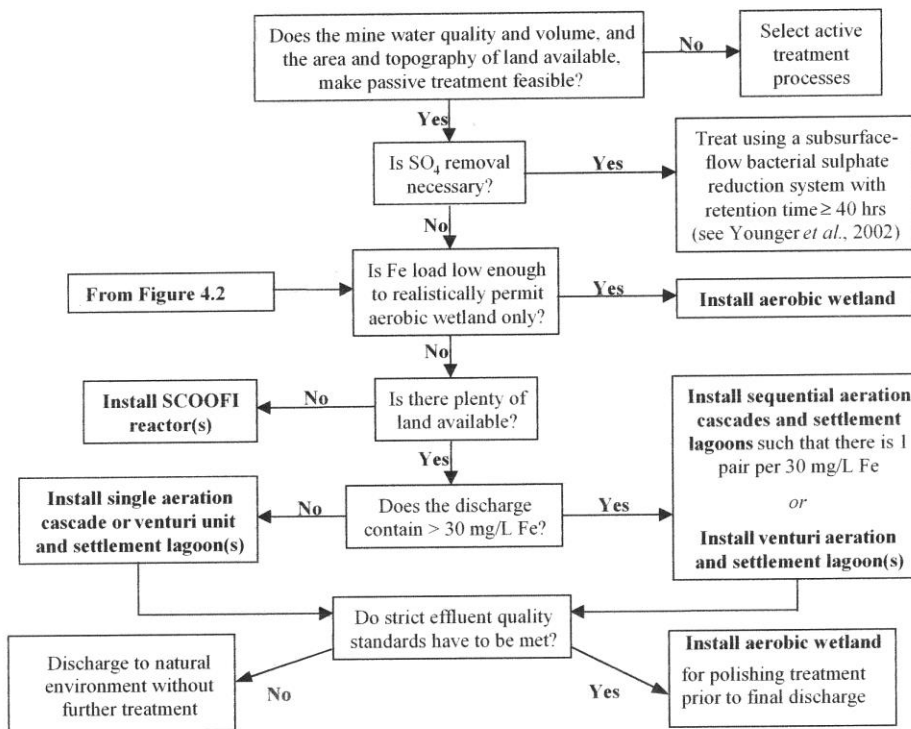 Does the mine water quality and volume, and
the area and topography of land available,
make passive treatment feasible?
No
Select active
treatment
processes
Yes
Is SO₄ removal
necessary?
Yes
Treat using a subsurface-
flow bacterial sulphate
reduction system with
retention time ≥ 40 hrs
(see Younger et al., 2002)
No
From Figure 4.2
Is Fe load low enough
to realistically permit
aerobic wetland only?
Yes
Install aerobic wetland
No
Install SCOOFI
reactor(s)
No
Is there plenty of
land available?
Yes
Install sequential aeration
cascades and settlement
lagoons such that there is 1
pair per 30 mg/L Fe
or
Install venturi aeration
and settlement lagoon(s)
Install single aeration
cascade or venturi unit
and settlement lagoon(s)
No
Does the discharge
contain > 30 mg/L Fe?
Yes
Do strict effluent quality
standards have to be met?
Discharge to natural
environment without
further treatment
No
Yes
Install aerobic wetland
for polishing treatment
prior to final discharge